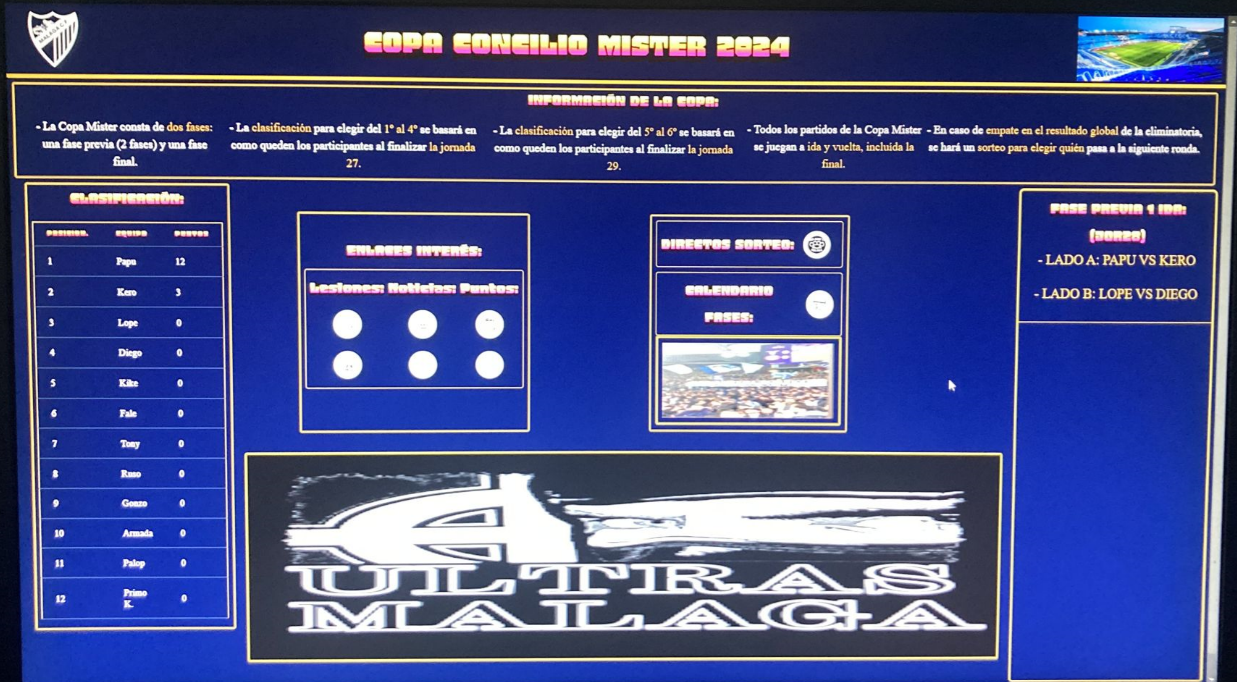 COPA CONCILIO MISTER 2024
INFORMACIÓN DE LA COPA:
- La Copa Mister consta de dos fases:
una fase previa (2 fases) y una fase
final.
- La clasificación para elegir del 1º al 4º se basará en
como queden los participantes al finalizar la jornada
27.
- La clasificación para elegir del 5º al 6º se basará en
como queden los participantes al finalizar la jornada
29.
- Todos los partidos de la Copa Mister
se juegan a ida y vuelta, incluida la
final.
- En caso de empate en el resultado global de la eliminatoria,
se hará un sorteo para elegir quién pasa a la siguiente ronda.
CLASIFICACIÓN:
POSICION. EQUIPO PUNTOS
1 Papu 12
2 Kero 3
3 Lope 0
4 Diego 0
5 Kike 0
6 Fale 0
7 Tony 0
8 Ruso 0
9 Gonzo 0
10 Armada 0
11 Palop 0
12 Primo
K. 0
ENLACES INTERÉS:
Lesiones: Noticias: Puntos:
DIRECTOS SORTEO:
CALENDARIO
FASES:
FASE PREVIA 1 IDA:
(JOR28)
- LADO A: PAPU VS KERO
- LADO B: LOPE VS DIEGO
ULTRAS
MALAGA